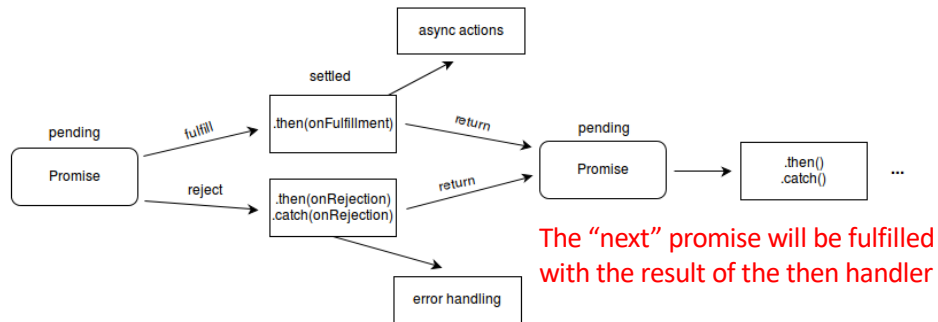 async actions
settled
.then(onFulfillment)
pending
fulfill
return
pending
Promise
Promise
.then()
.catch()
...
reject
.then(onRejection)
.catch(onRejection)
return
The “next” promise will be fulfilled
with the result of the then handler
error handling